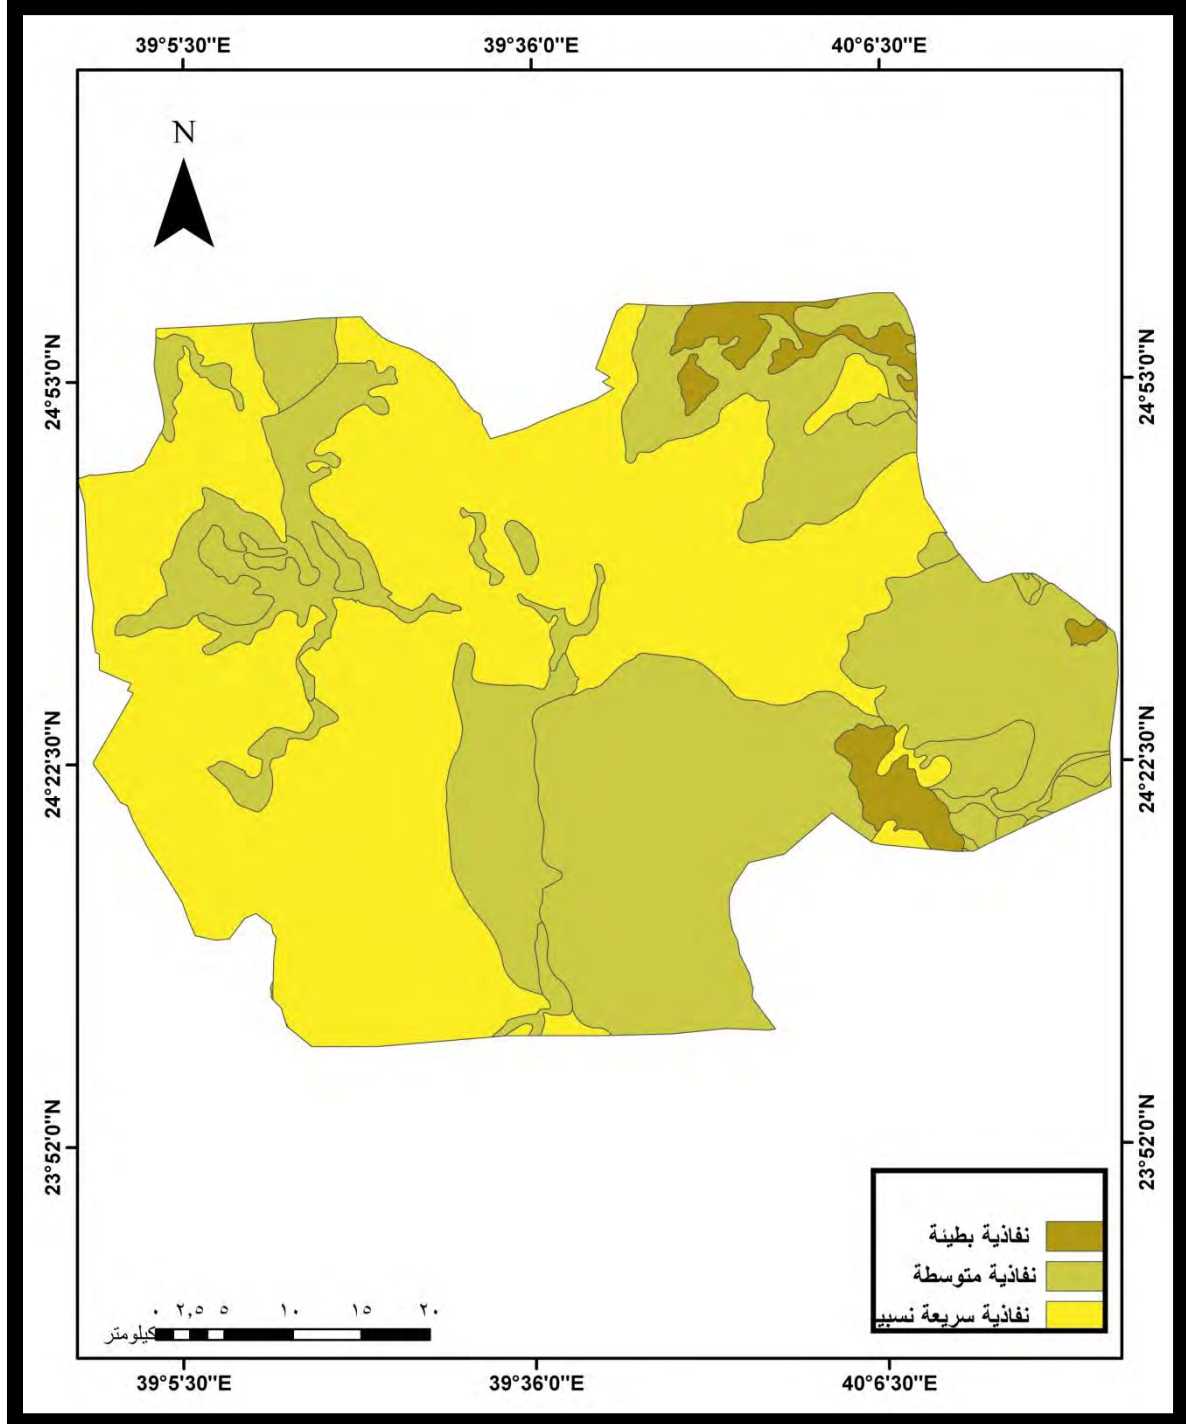 39°5'30"E 39°36'0"E 40°6'30"E
N
24°53'0"N 24°53'0"N
24°22'30"N 24°22'30"N
23°52'0"N 23°52'0"N
نفاذية بطيئة
نفاذية متوسطة
نفاذية سريعة نسبي
٠ ٢,٥ ٥ ١٠ ١٥ ٢٠
كيلومتر
39°5'30"E 39°36'0"E 40°6'30"E